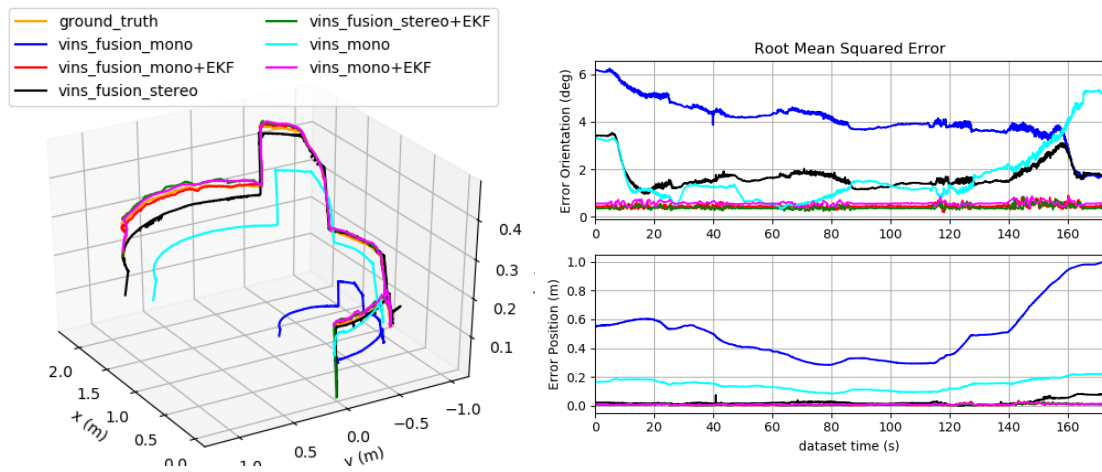 ground_truth
vins_fusion_mono
vins_fusion_mono+EKF
vins_fusion_stereo
vins_fusion_stereo+EKF
vins_mono
vins_mono+EKF
0.4
0.3
0.2
0.1
2.0
1.5
1.0
0.5
0.0
x (m)
1.0
0.5
0.0
−0.5
−1.0
y (m)
Root Mean Squared Error
Error Orientation (deg)
6
4
2
0
0 20 40 60 80 100 120 140 160
Error Position (m)
1.0
0.8
0.6
0.4
0.2
0.0
0 20 40 60 80 100 120 140 160
dataset time (s)